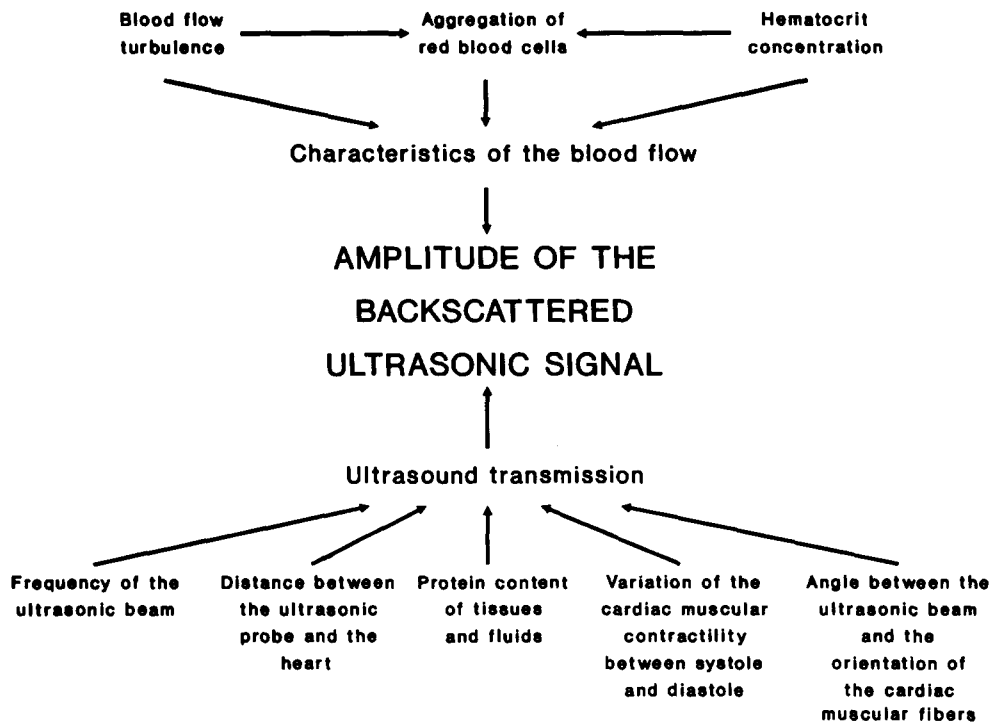 Blood flow
turbulence
Aggregation of
red blood cells
Hematocrit
concentration
Characteristics of the blood flow
AMPLITUDE OF THE
BACKSCATTERED
ULTRASONIC SIGNAL
Ultrasound transmission
Frequency of the
ultrasonic beam
Distance between
the ultrasonic
probe and the
heart
Protein content
of tissues
and fluids
Variation of the
cardiac muscular
contractility
between systole
and diastole
Angle between the
ultrasonic beam
and the
orientation of
the cardiac
muscular fibers